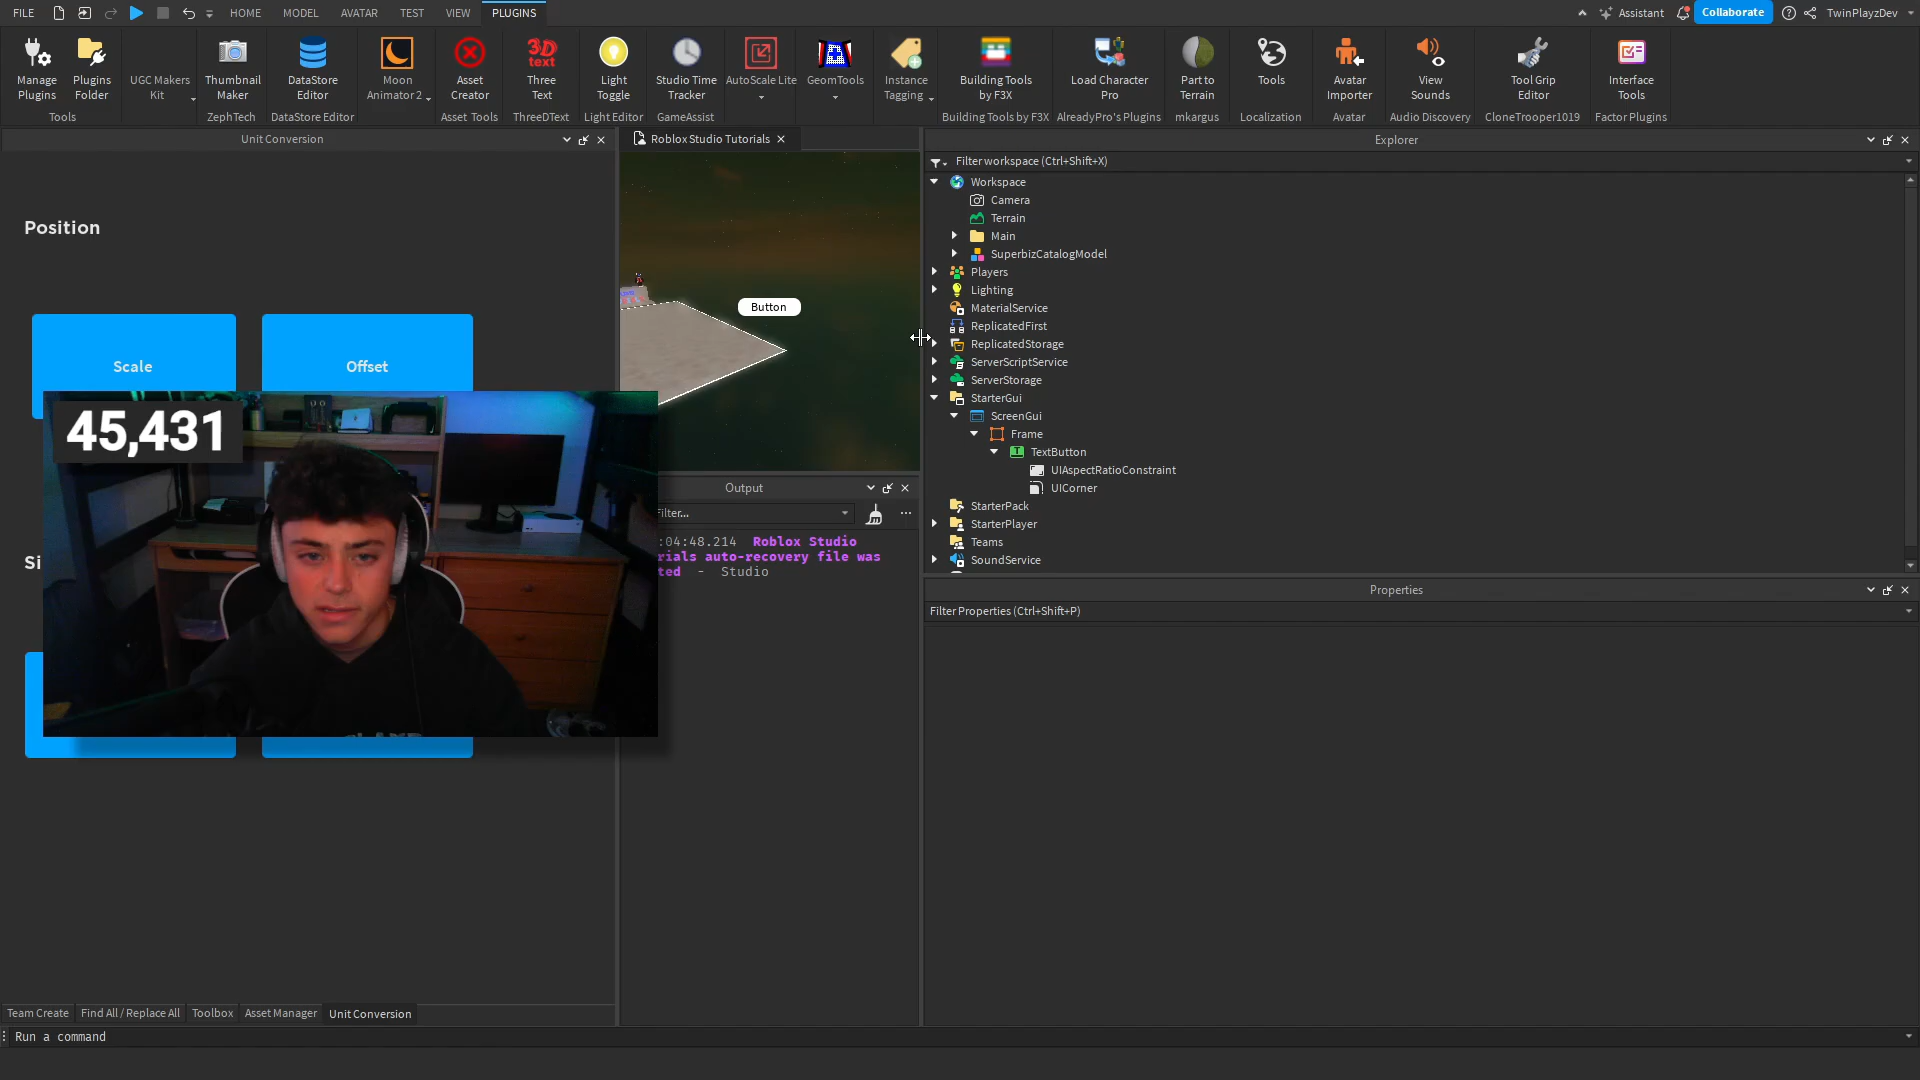 FILE
HOME
MODEL
AVATAR
TEST
VIEW
PLUGINS
Assistant
Collaborate
TwinPlayzDev
Manage
Plugins
Plugins
Folder
Tools
UGC Makers
Kit
Thumbnail
Maker
ZephTech
DataStore
Editor
DataStore Editor
Moon
Animator 2
Asset
Creator
Asset Tools
3D
text
Three
Text
ThreeDText
Light
Toggle
Light Editor
Studio Time
Tracker
GameAssist
AutoScale Lite
GeomTools
Instance
Tagging
Building Tools
by F3X
Building Tools by F3X
Load Character
Pro
AlreadyPro's Plugins
Part to
Terrain
mkargus
Tools
Localization
Avatar
Importer
Avatar
View
Sounds
Audio Discovery
Tool Grip
Editor
CloneTrooper1019
Interface
Tools
Factor Plugins
Unit Conversion
Position
Scale
Offset
45,431
Si
Roblox Studio Tutorials
Button
Output
ilter...
:04:48.214 Roblox Studio
rials auto-recovery file was
ted - Studio
Explorer
Filter workspace (Ctrl+Shift+X)
Workspace
Camera
Terrain
Main
SuperbizCatalogModel
Players
Lighting
MaterialService
ReplicatedFirst
ReplicatedStorage
ServerScriptService
ServerStorage
StarterGui
ScreenGui
Frame
TextButton
UIAspectRatioConstraint
UICorner
StarterPack
StarterPlayer
Teams
SoundService
Properties
Filter Properties (Ctrl+Shift+P)
Team Create
Find All / Replace All
Toolbox
Asset Manager
Unit Conversion
Run a command